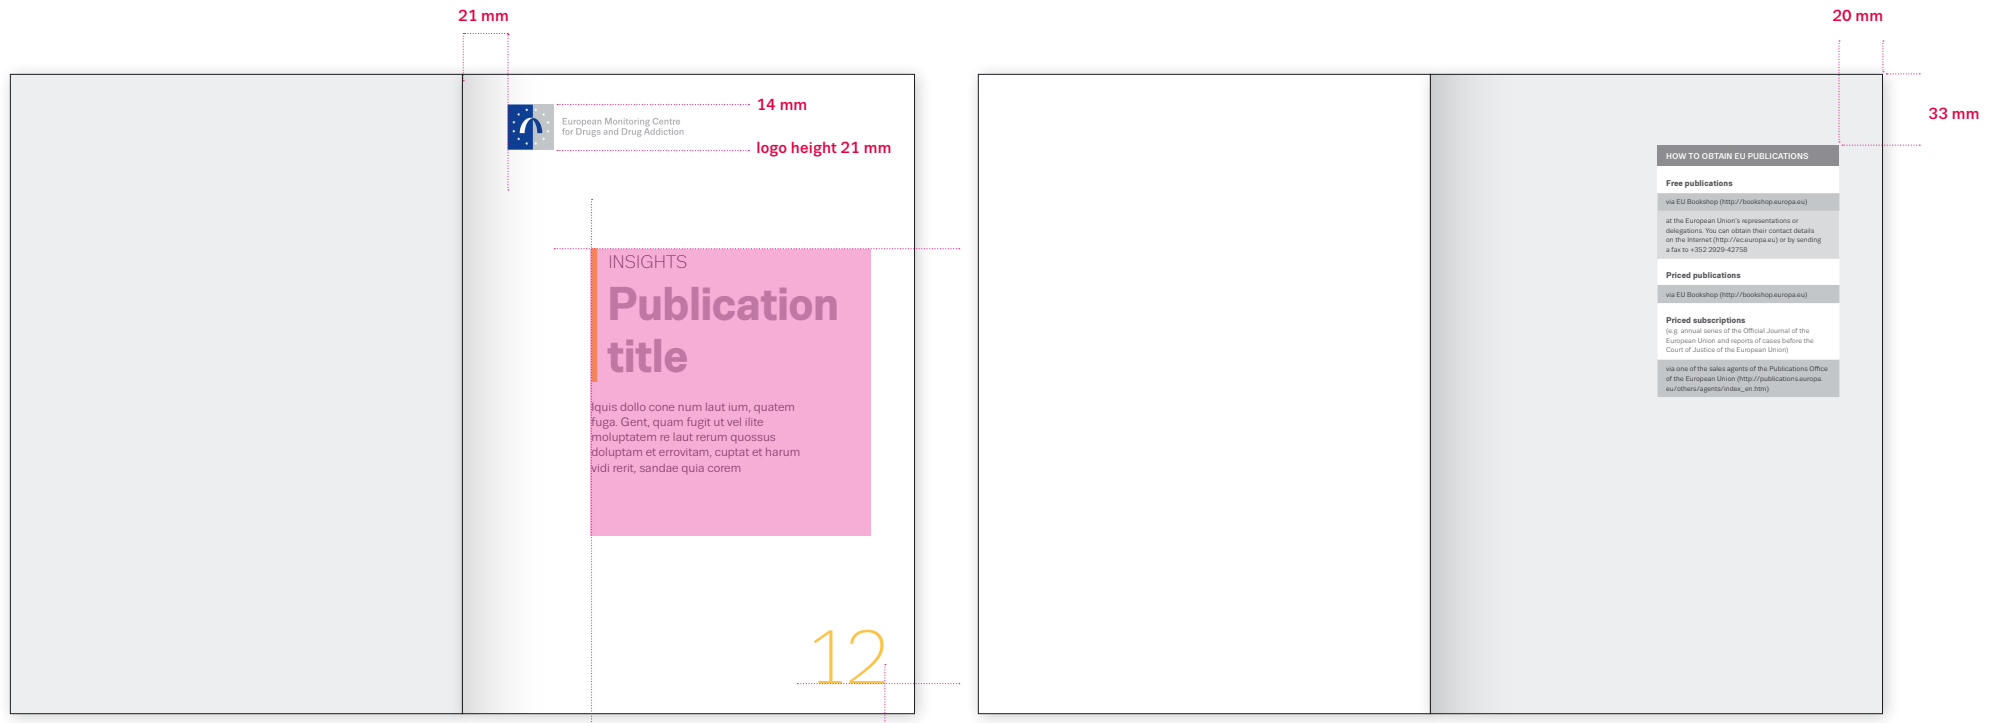 21 mm
14 mm
European Monitoring Centre
for Drugs and Drug Addiction
logo height 21 mm
INSIGHTS
Publication
title
Iquis dollo cone num laut ium, quatem
fuga. Gent, quam fugit ut vel ilite
moluptatem re laut rerum quossus
doluptam et errovitam, cuptat et harum
vidi rerit, sandae quia corem
12
20 mm
33 mm
HOW TO OBTAIN EU PUBLICATIONS
Free publications
via EU Bookshop (http://bookshop.europa.eu)
at the European Union's representations or
delegations. You can obtain their contact details
on the Internet (http://ec.europa.eu) or by sending
a fax to +352 2929-42758
Priced publications
via EU Bookshop (http://bookshop.europa.eu)
Priced subscriptions
(e.g. annual series of the Official Journal of the
European Union and reports of cases before the
Court of Justice of the European Union)
via one of the sales agents of the Publications Office
of the European Union (http://publications.europa.
eu/others/agents/index_en.htm)